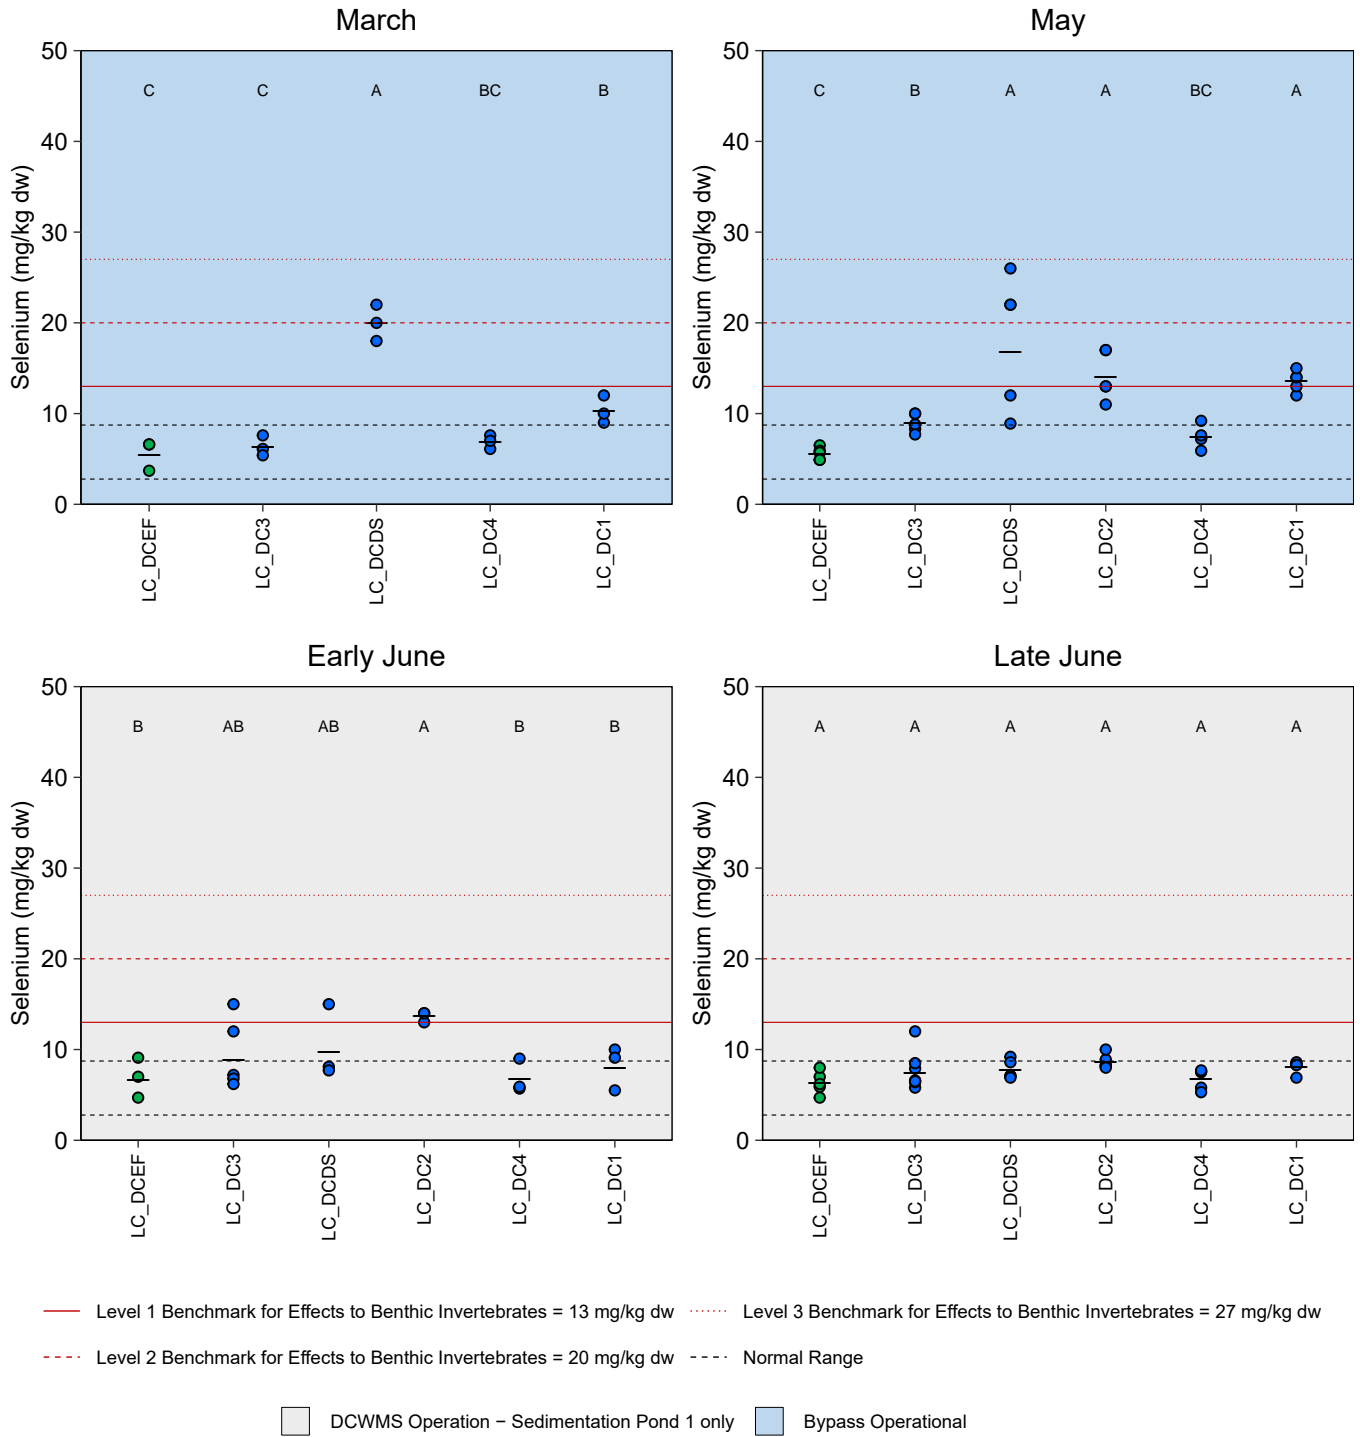 March
May
50
40
30
20
10
0
Selenium (mg/kg dw)
C C A BC B
LC_DCEF LC_DC3 LC_DCDS LC_DC4 LC_DC1
50
40
30
20
10
0
Selenium (mg/kg dw)
C B A A BC A
LC_DCEF LC_DC3 LC_DCDS LC_DC2 LC_DC4 LC_DC1
Early June
Late June
50
40
30
20
10
0
Selenium (mg/kg dw)
B AB AB A B B
LC_DCEF LC_DC3 LC_DCDS LC_DC2 LC_DC4 LC_DC1
50
40
30
20
10
0
Selenium (mg/kg dw)
A A A A A A
LC_DCEF LC_DC3 LC_DCDS LC_DC2 LC_DC4 LC_DC1
Level 1 Benchmark for Effects to Benthic Invertebrates = 13 mg/kg dw
Level 3 Benchmark for Effects to Benthic Invertebrates = 27 mg/kg dw
Level 2 Benchmark for Effects to Benthic Invertebrates = 20 mg/kg dw
Normal Range
DCWMS Operation − Sedimentation Pond 1 only
Bypass Operational